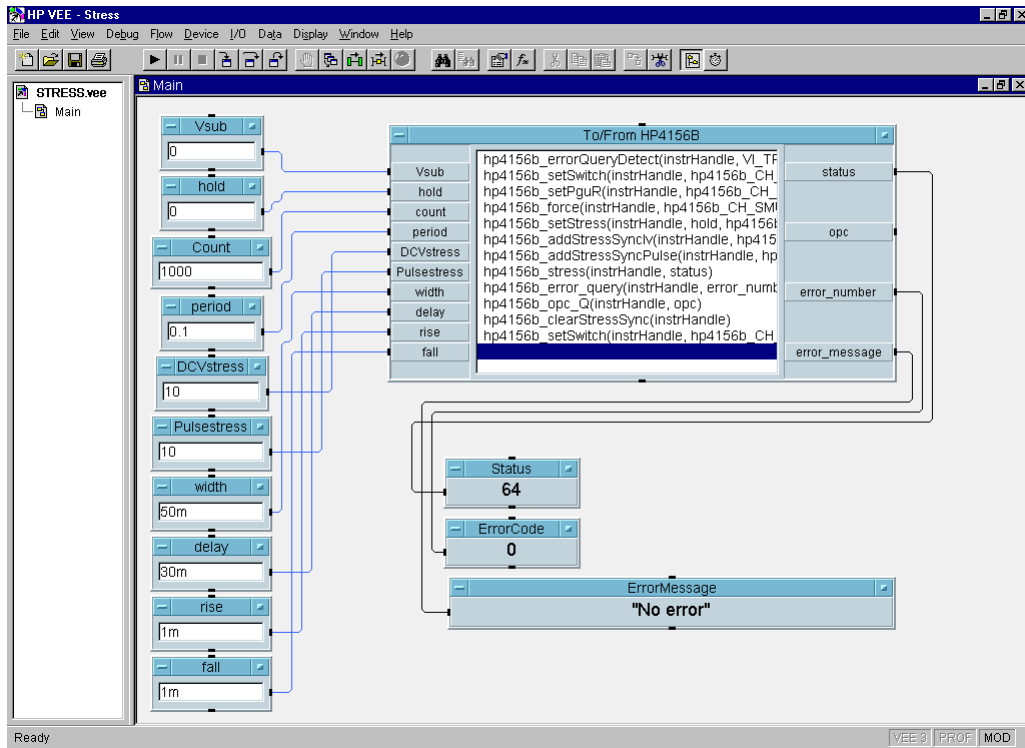 HP VEE - Stress
File Edit View Debug Flow Device I/O Data Display Window Help
STRESS.vee
Main
Main
Vsub
0
hold
0
Count
1000
period
0.1
DCVstress
10
Pulsestress
10
width
50m
delay
30m
rise
1m
fall
1m
To/From HP4156B
Vsub
hold
count
period
DCVstress
Pulsestress
width
delay
rise
fall
hp4156b_errorQueryDetect(instrHandle, VI_TF
hp4156b_setSwitch(instrHandle, hp4156b_CH_
hp4156b_setPguR(instrHandle, hp4156b_CH_
hp4156b_force(instrHandle, hp4156b_CH_SMU
hp4156b_setStress(instrHandle, hold, hp4156b
hp4156b_addStressSyncIv(instrHandle, hp415
hp4156b_addStressSyncPulse(instrHandle, hp
hp4156b_stress(instrHandle, status)
hp4156b_error_query(instrHandle, error_numb
hp4156b_opc_Q(instrHandle, opc)
hp4156b_clearStressSync(instrHandle)
hp4156b_setSwitch(instrHandle, hp4156b_CH_
status
opc
error_number
error_message
Status
64
ErrorCode
0
ErrorMessage
"No error"
Ready
VEE 3 PROF MOD